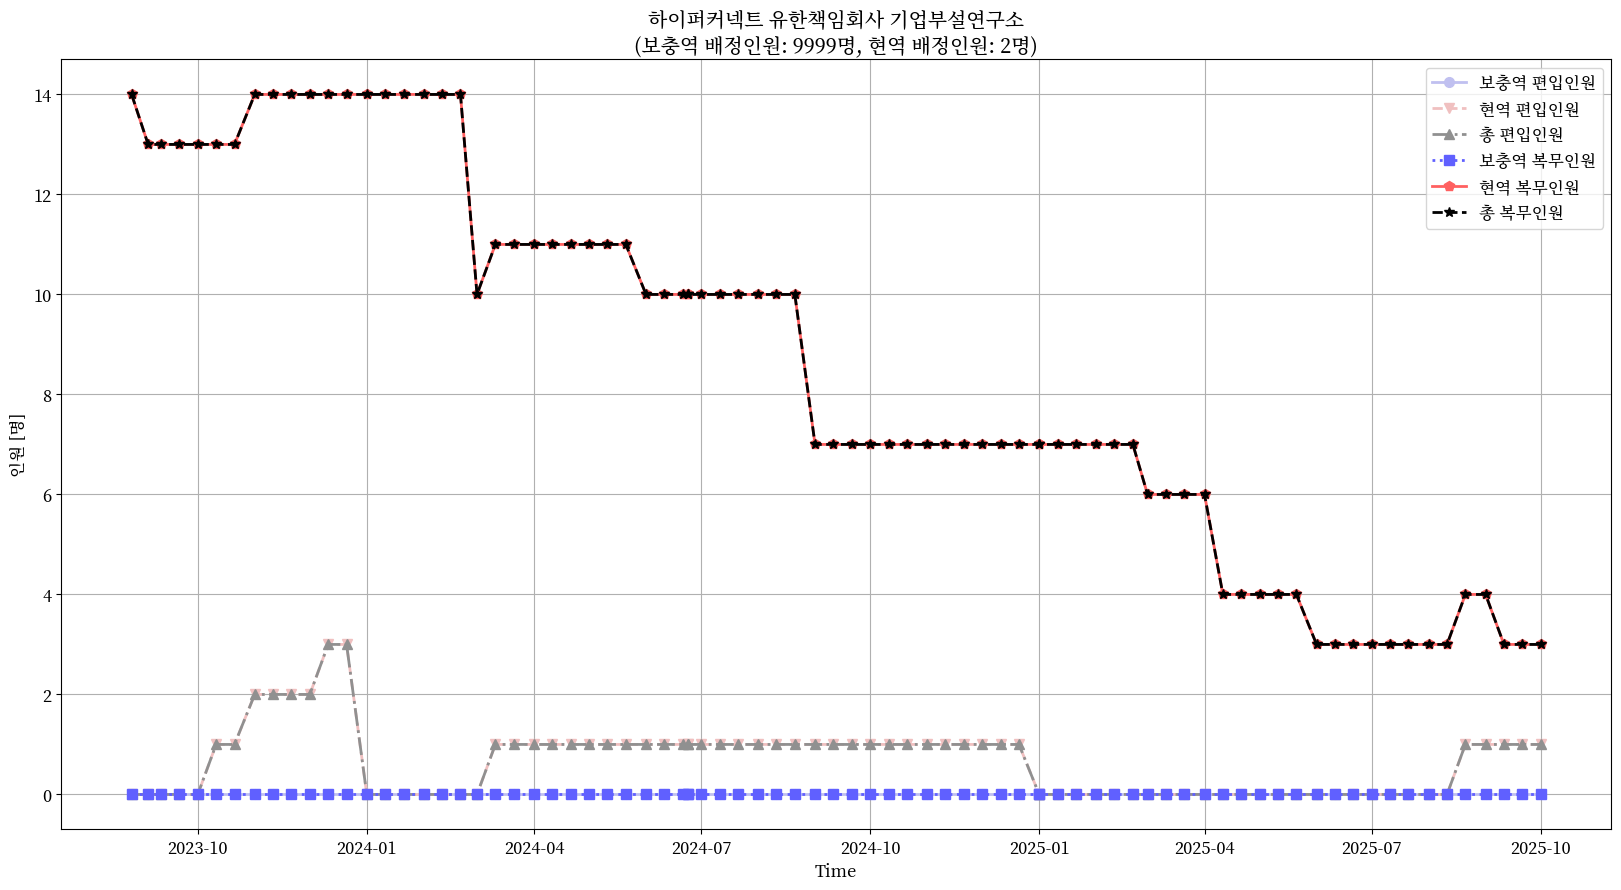 하이퍼커넥트 유한책임회사 기업부설연구소
(보충역 배정인원: 9999명, 현역 배정인원: 2명)
보충역 편입인원
현역 편입인원
총 편입인원
보충역 복무인원
현역 복무인원
총 복무인원
인원 [명]
14
12
10
8
6
4
2
0
2023-10
2024-01
2024-04
2024-07
2024-10
2025-01
2025-04
2025-07
2025-10
Time